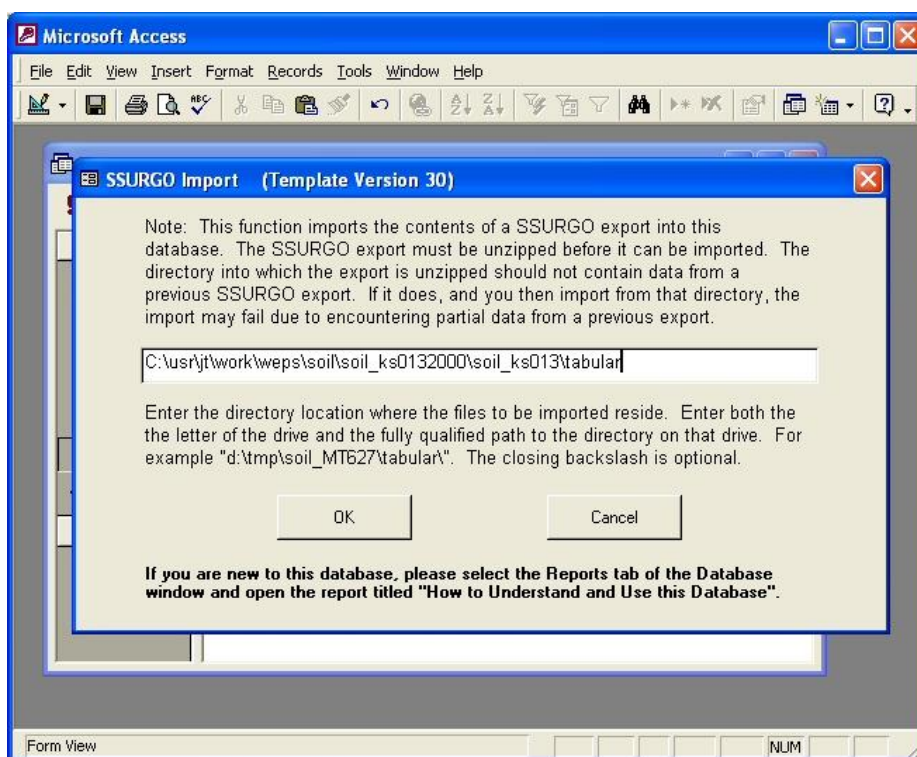 Microsoft Access
File Edit View Insert Format Records Tools Window Help
ABC
SSURGO Import (Template Version 30)
Note: This function imports the contents of a SSURGO export into this
database. The SSURGO export must be unzipped before it can be imported. The
directory into which the export is unzipped should not contain data from a
previous SSURGO export. If it does, and you then import from that directory, the
import may fail due to encountering partial data from a previous export.
C:\usr\jt\work\weps\soil\soil_ks0132000\soil_ks013\tabular
Enter the directory location where the files to be imported reside. Enter both the
the letter of the drive and the fully qualified path to the directory on that drive. For
example "d:\tmp\soil_MT627\tabular\". The closing backslash is optional.
OK Cancel
If you are new to this database, please select the Reports tab of the Database
window and open the report titled "How to Understand and Use this Database".
Form View NUM